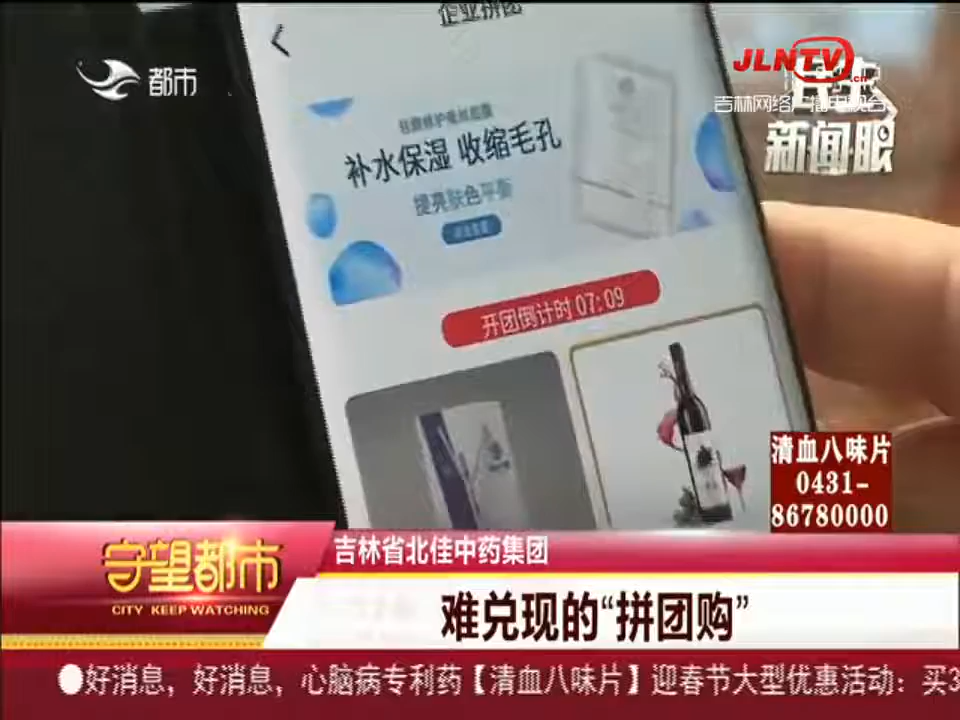 企业拼团
都市
JLNTV.cn
吉林网络广播电视台
新闻眼
补水保湿 收缩毛孔
提亮肤色平衡
开团倒计时 07:09
清血八味片
0431-
86780000
守望都市
CITY KEEP WATCHING
吉林省北佳中药集团
难兑现的“拼团购”
●好消息，好消息，心脑病专利药【清血八味片】迎春节大型优惠活动：买3